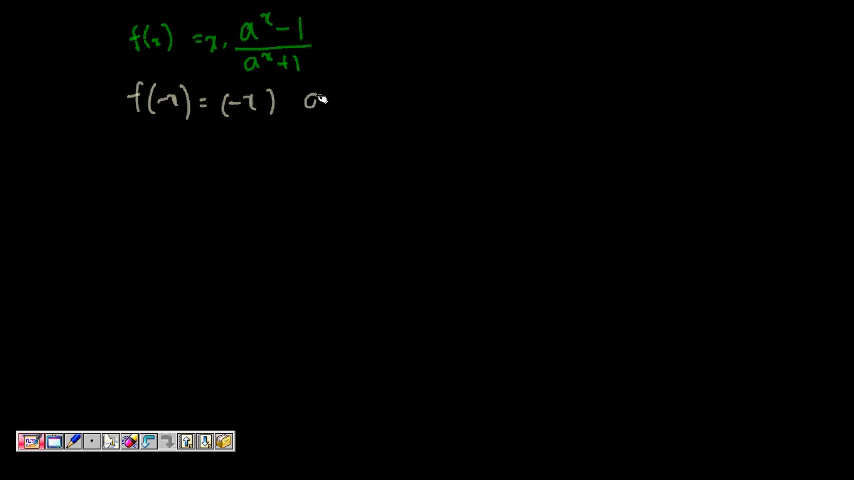 f(x) = x. a^x - 1 / a^x + 1
f(-x) = (-x) a